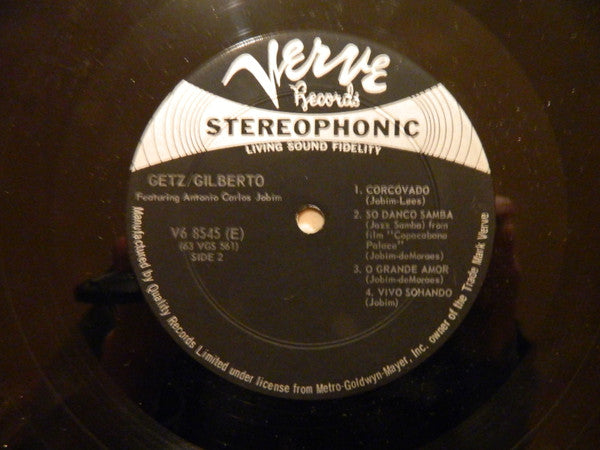 Verve
Records
STEREOPHONIC
LIVING SOUND FIDELITY
GETZ/GILBERTO
Featuring Antonio Carlos Jobim
V6 8545 (E)
(63 VGS 561)
SIDE 2
1. CORCOVADO
(Jobim-Lees)
2. SO DANCO SAMBA
(Jazz Samba) from
film "Copacabana
Palace"
(Jobim-deMoraes)
3. O GRANDE AMOR
(Jobim-deMoraes)
4. VIVO SOHANDO
(Jobim)
Manufactured by Quality Records Limited under license from Metro-Goldwyn-Mayer, Inc. owner of the Trade Mark Verve